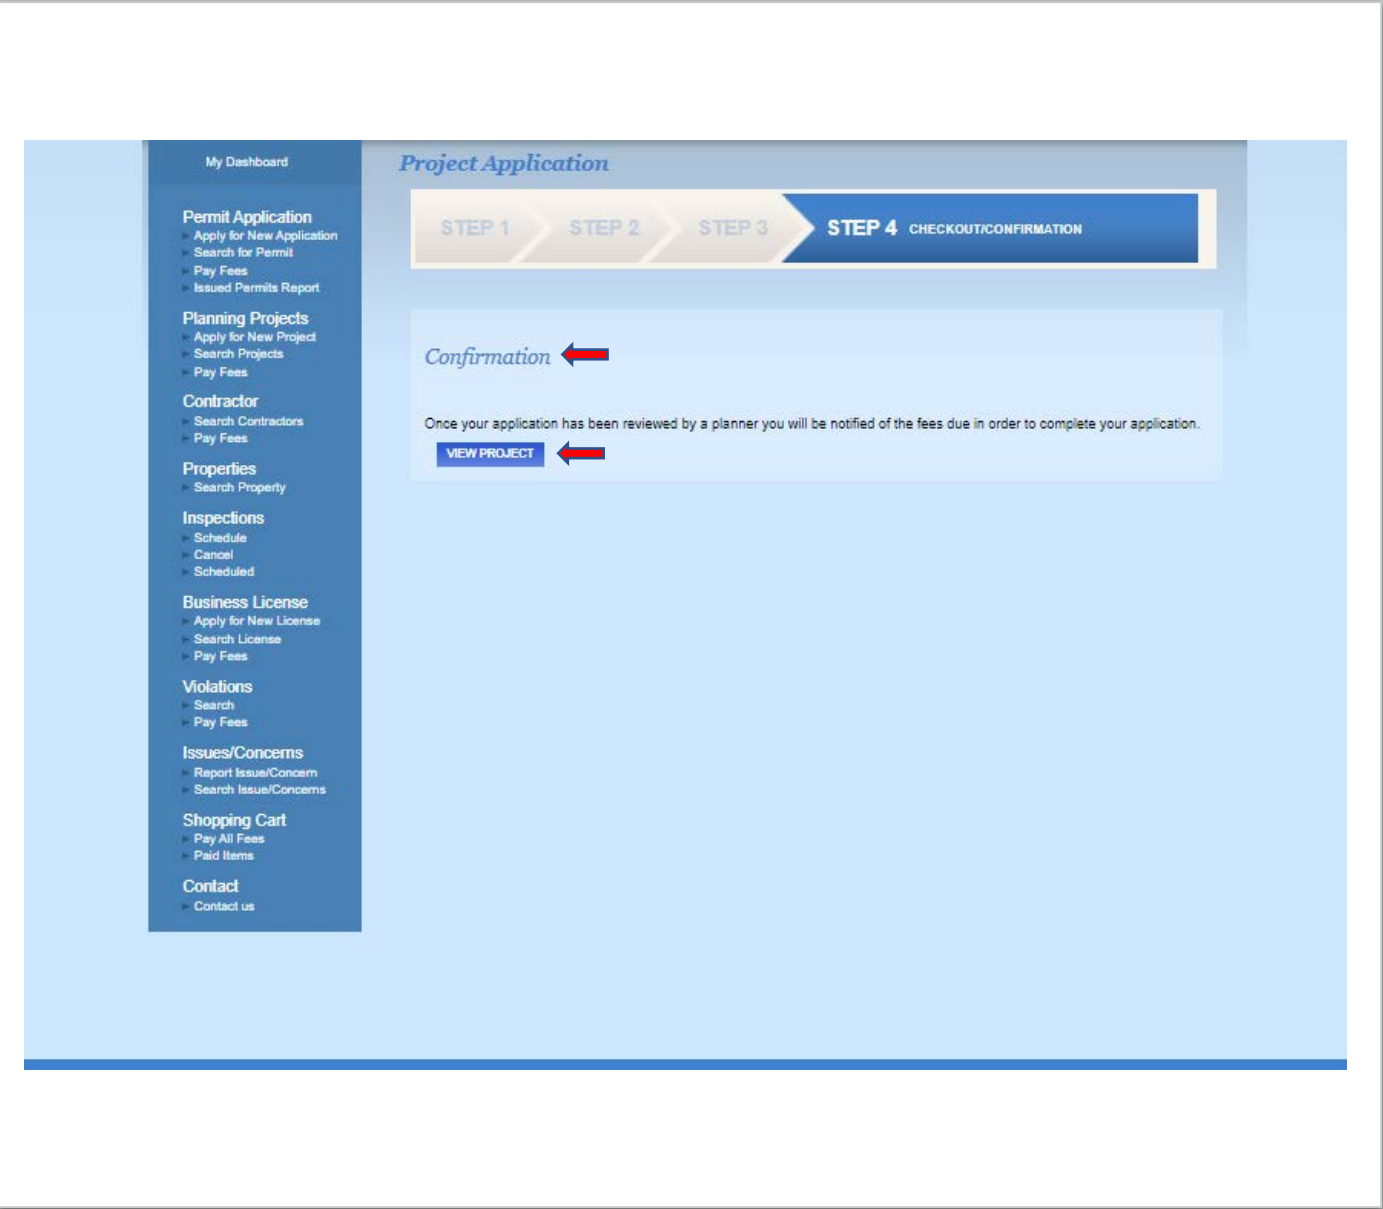 My Dashboard
Permit Application
Apply for New Application
Search for Permit
Pay Fees
Issued Permits Report
Planning Projects
Apply for New Project
Search Projects
Pay Fees
Contractor
Search Contractors
Pay Fees
Properties
Search Property
Inspections
Schedule
Cancel
Scheduled
Business License
Apply for New License
Search License
Pay Fees
Violations
Search
Pay Fees
Issues/Concerns
Report Issue/Concern
Search Issue/Concerns
Shopping Cart
Pay All Fees
Paid Items
Contact
Contact us
Project Application
STEP 1 STEP 2 STEP 3 STEP 4 CHECKOUT/CONFIRMATION
Confirmation
Once your application has been reviewed by a planner you will be notified of the fees due in order to complete your application.
VIEW PROJECT